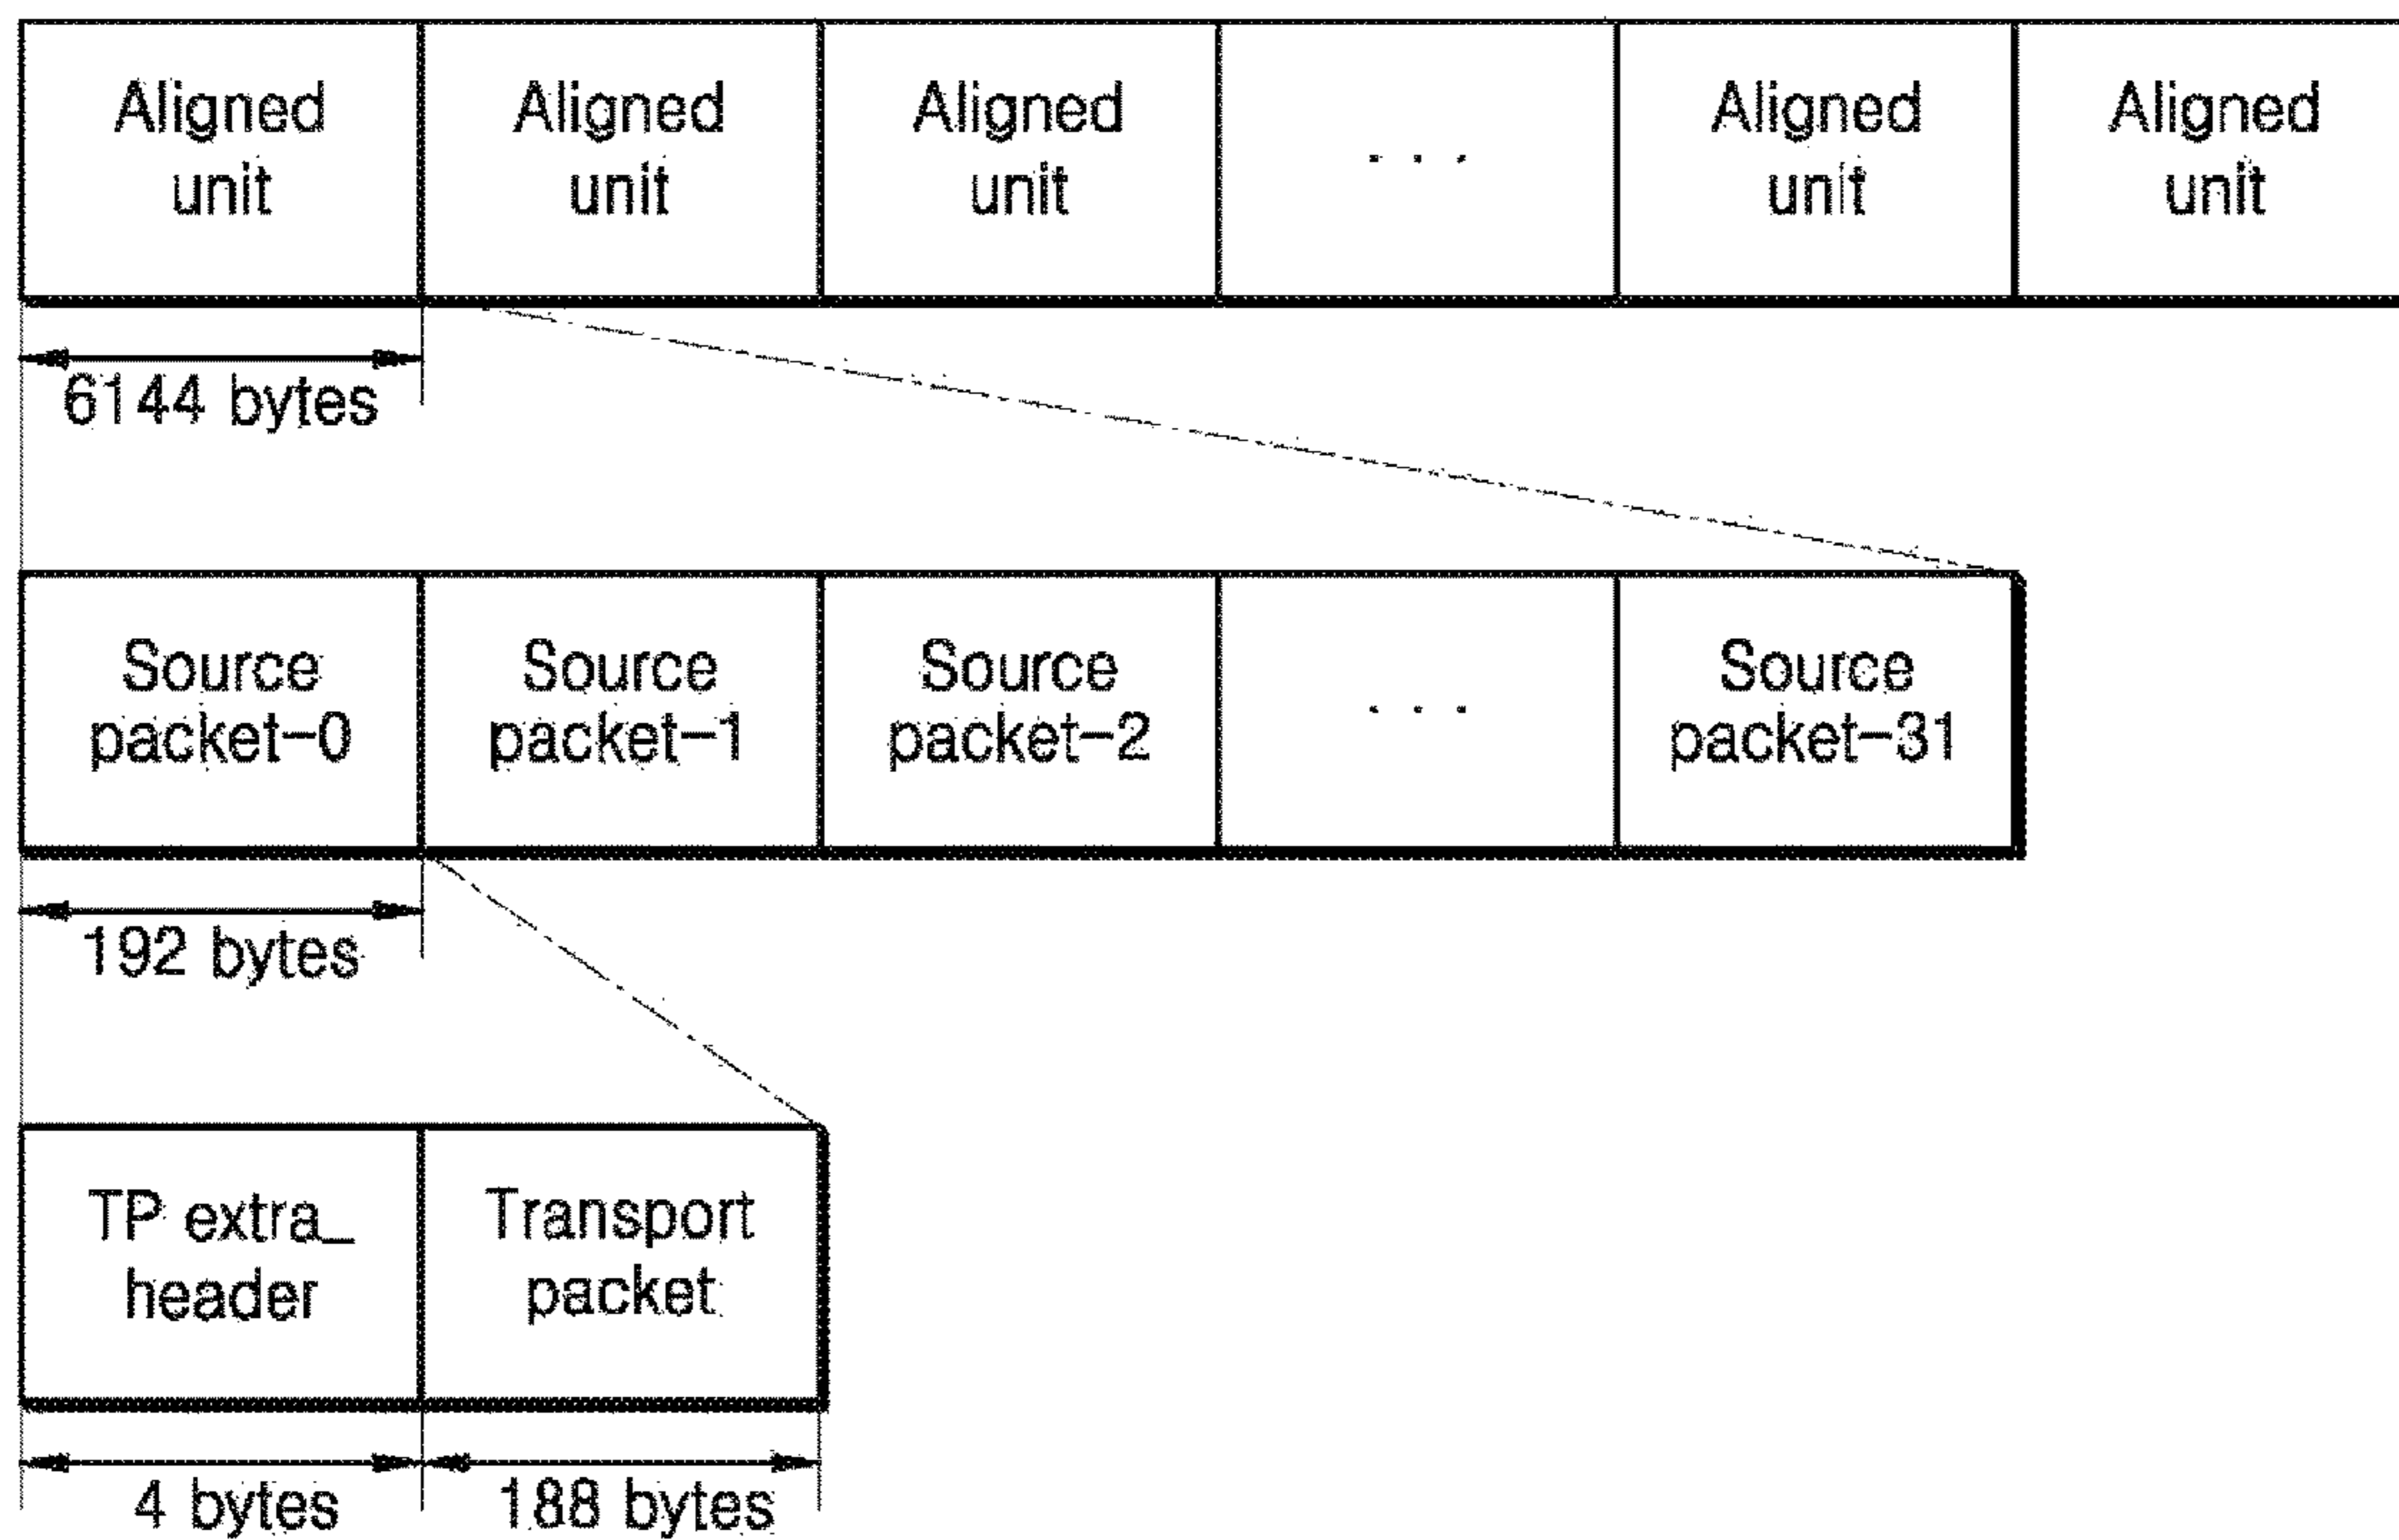 Aligned unit
Aligned unit
Aligned unit
. . .
Aligned unit
Aligned unit
6144 bytes
Source packet-0
Source packet-1
Source packet-2
. . .
Source packet-31
192 bytes
TP extra_ header
Transport packet
4 bytes
188 bytes